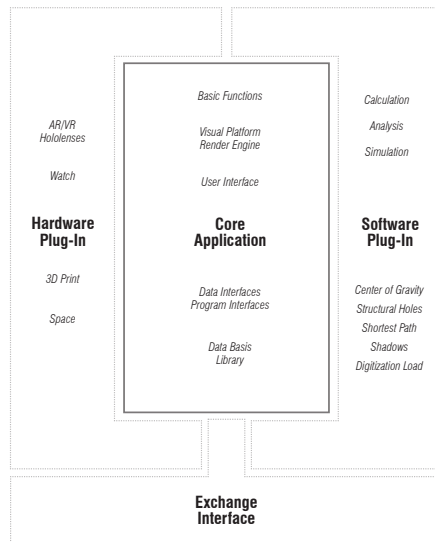 AR/VR
Hololenses
Watch
Hardware
Plug-In
3D Print
Space
Basic Functions
Visual Platform
Render Engine
User Interface
Core
Application
Data Interfaces
Program Interfaces
Data Basis
Library
Calculation
Analysis
Simulation
Software
Plug-In
Center of Gravity
Structural Holes
Shortest Path
Shadows
Digitization Load
Exchange
Interface